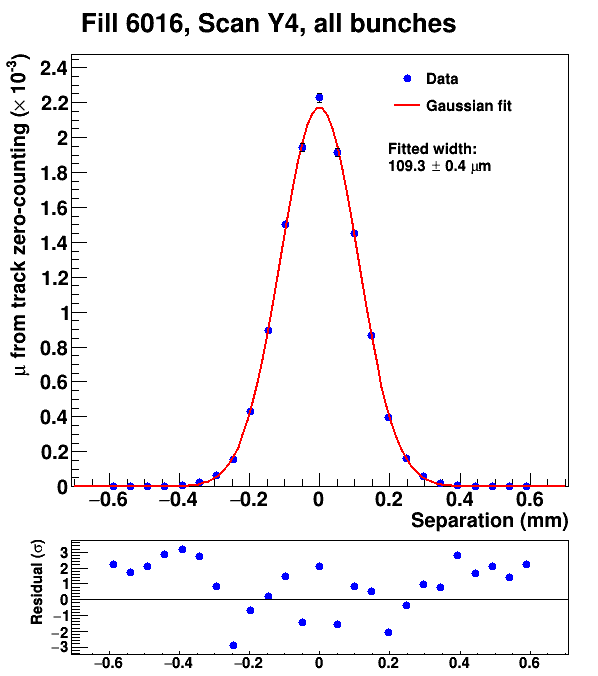 Fill 6016, Scan Y4, all bunches
μ from track zero-counting (× 10⁻³)
2.4
2.2
2
1.8
1.6
1.4
1.2
1
0.8
0.6
0.4
0.2
0
Data
Gaussian fit
Fitted width:
109.3 ± 0.4 μm
−0.6 −0.4 −0.2 0 0.2 0.4 0.6
Separation (mm)
Residual (σ)
3
2
1
0
−1
−2
−3
−0.6 −0.4 −0.2 0 0.2 0.4 0.6